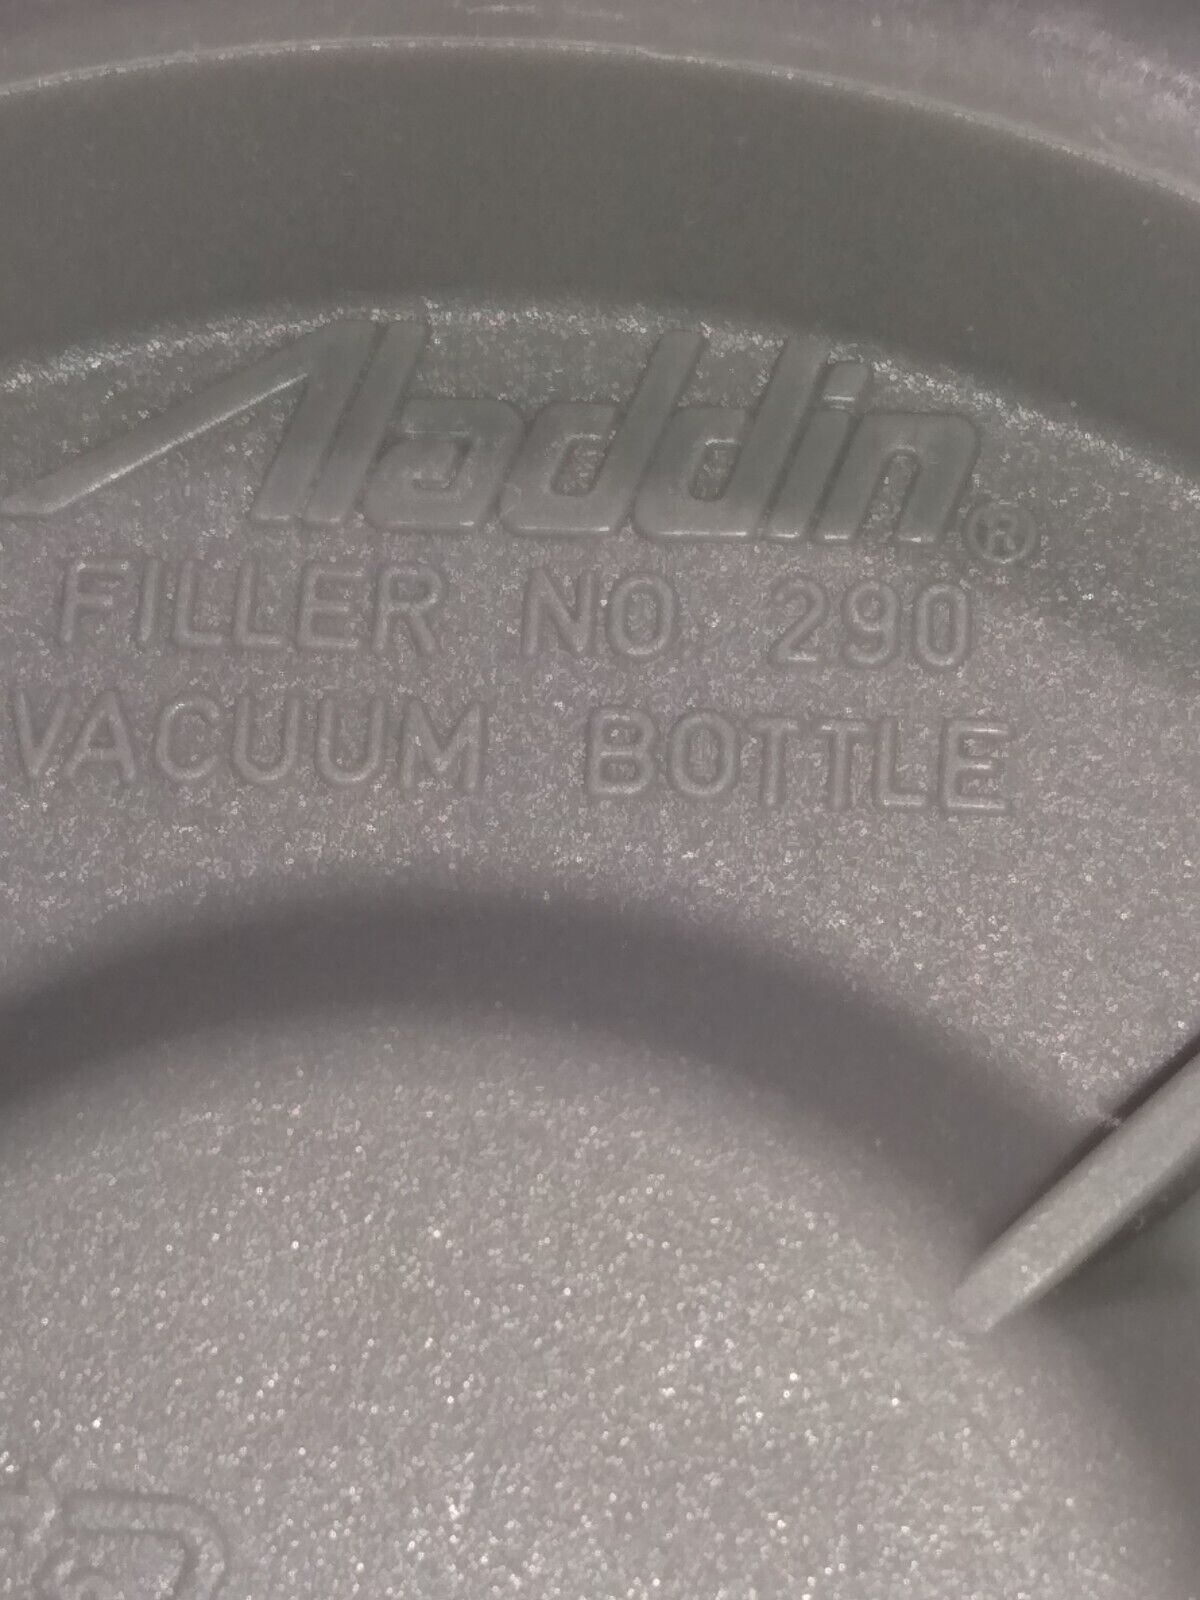 Aladdin®
FILLER NO. 290
VACUUM BOTTLE